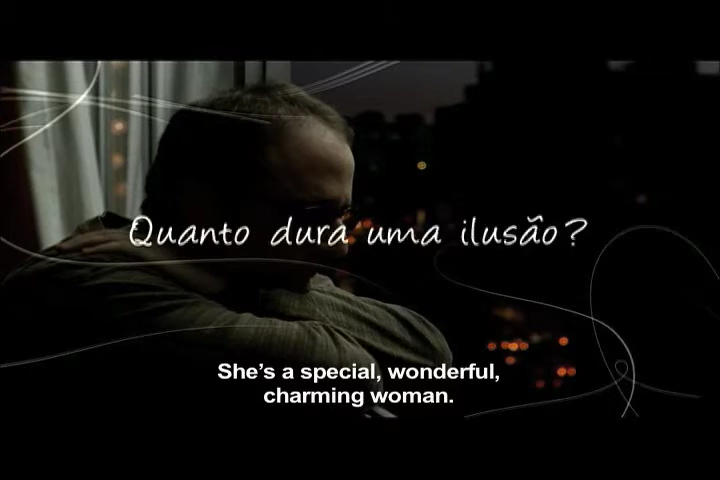 Quanto dura uma ilusão?
She's a special, wonderful,
charming woman.